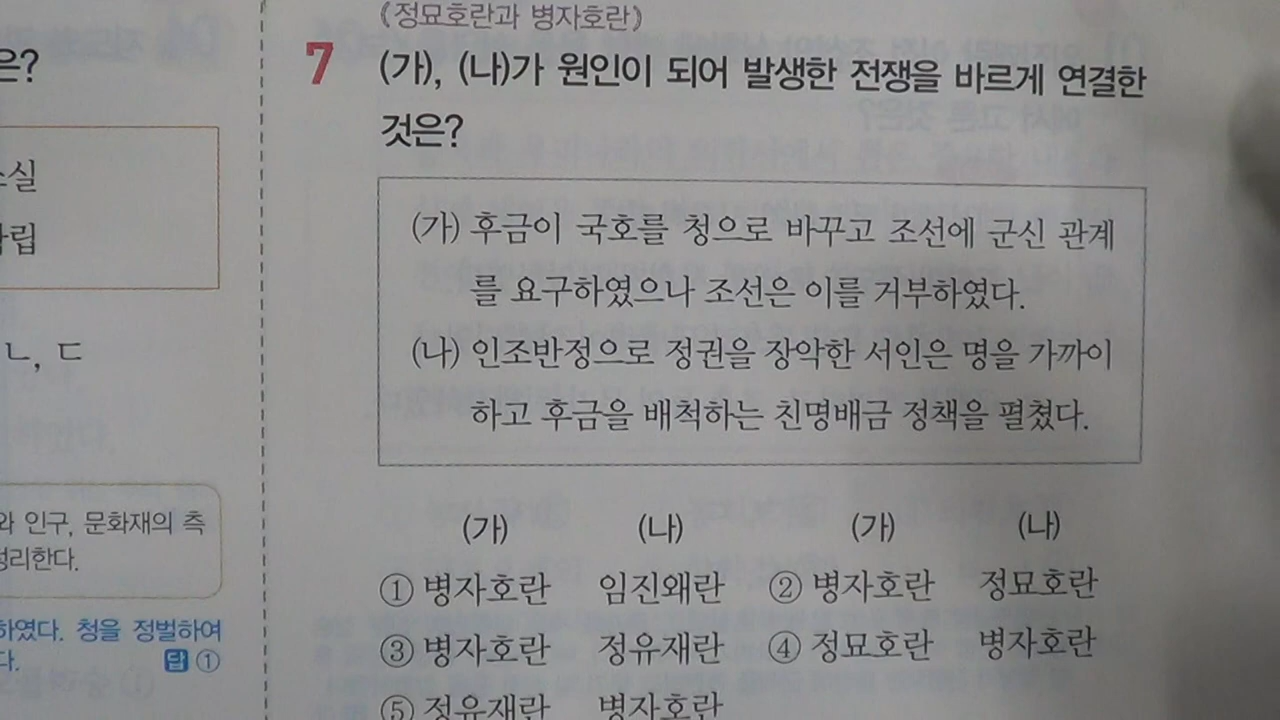 은?
실
립
ㄴ, ㄷ
와 인구, 문화재의 측
정리한다.
하였다. 청을 정벌하여
다.
답 ①
《정묘호란과 병자호란》
7 (가), (나)가 원인이 되어 발생한 전쟁을 바르게 연결한
것은?
(가) 후금이 국호를 청으로 바꾸고 조선에 군신 관계
를 요구하였으나 조선은 이를 거부하였다.
(나) 인조반정으로 정권을 장악한 서인은 명을 가까이
하고 후금을 배척하는 친명배금 정책을 펼쳤다.
(가) (나) (가) (나)
① 병자호란 임진왜란 ② 병자호란 정묘호란
③ 병자호란 정유재란 ④ 정묘호란 병자호란
⑤ 정유재란 병자호란